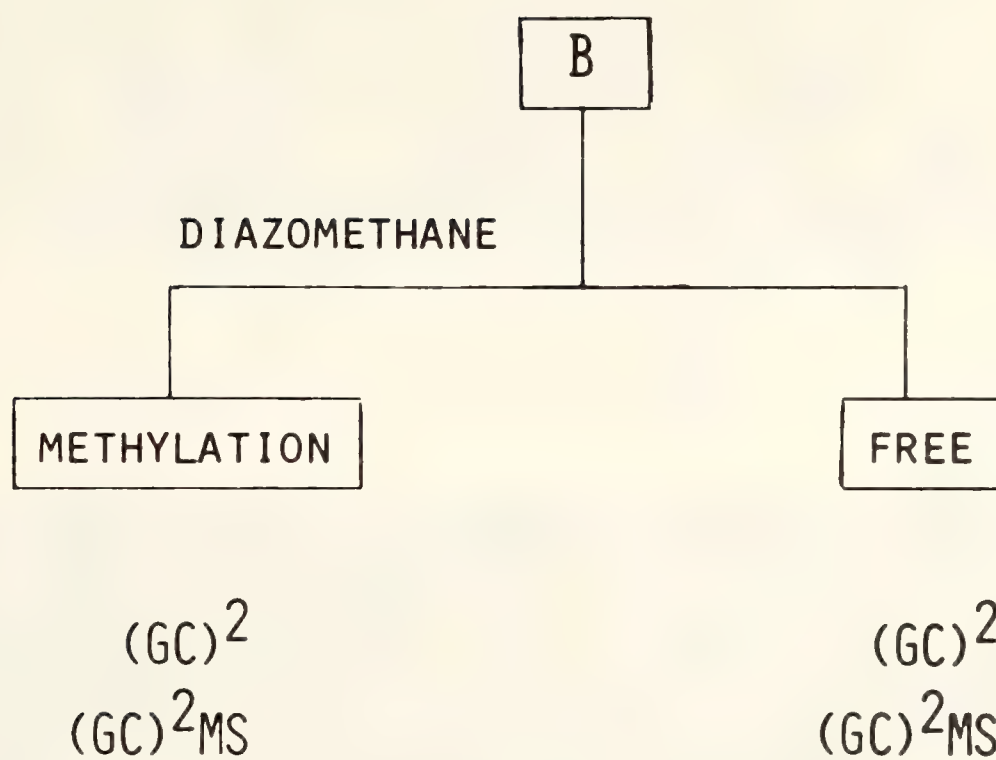 B
DIAZOMETHANE
METHYLATION
FREE
(GC)²
(GC)²
(GC)²MS
(GC)²MS